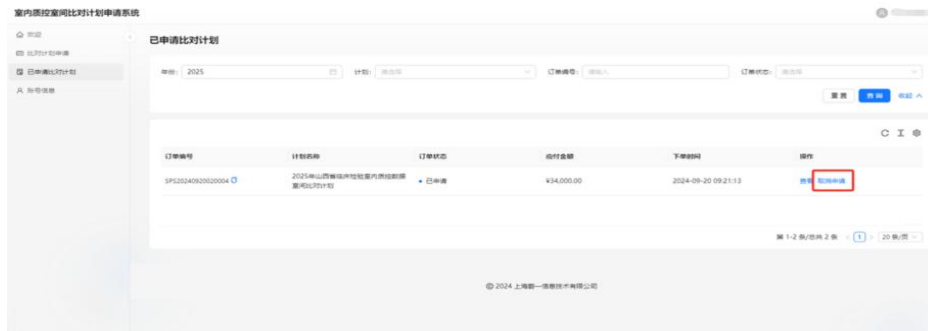 室内质控室间比对计划申请系统
欢迎
比对计划申请
已申请比对计划
账号信息
已申请比对计划
年份: 2025 计划: 请选择 订单编号: 请输入 订单状态: 请选择
重置 查询 收起
订单编号 计划名称 订单状态 应付金额 下单时间 操作
SPS20240920020004 2025年山西省临床检验室内质控数据室间比对计划 已申请 ¥34,000.00 2024-09-20 09:21:13 查看 取消申请
第 1-2 条/总共 2 条 1 20 条/页
© 2024 上海勤一信息技术有限公司